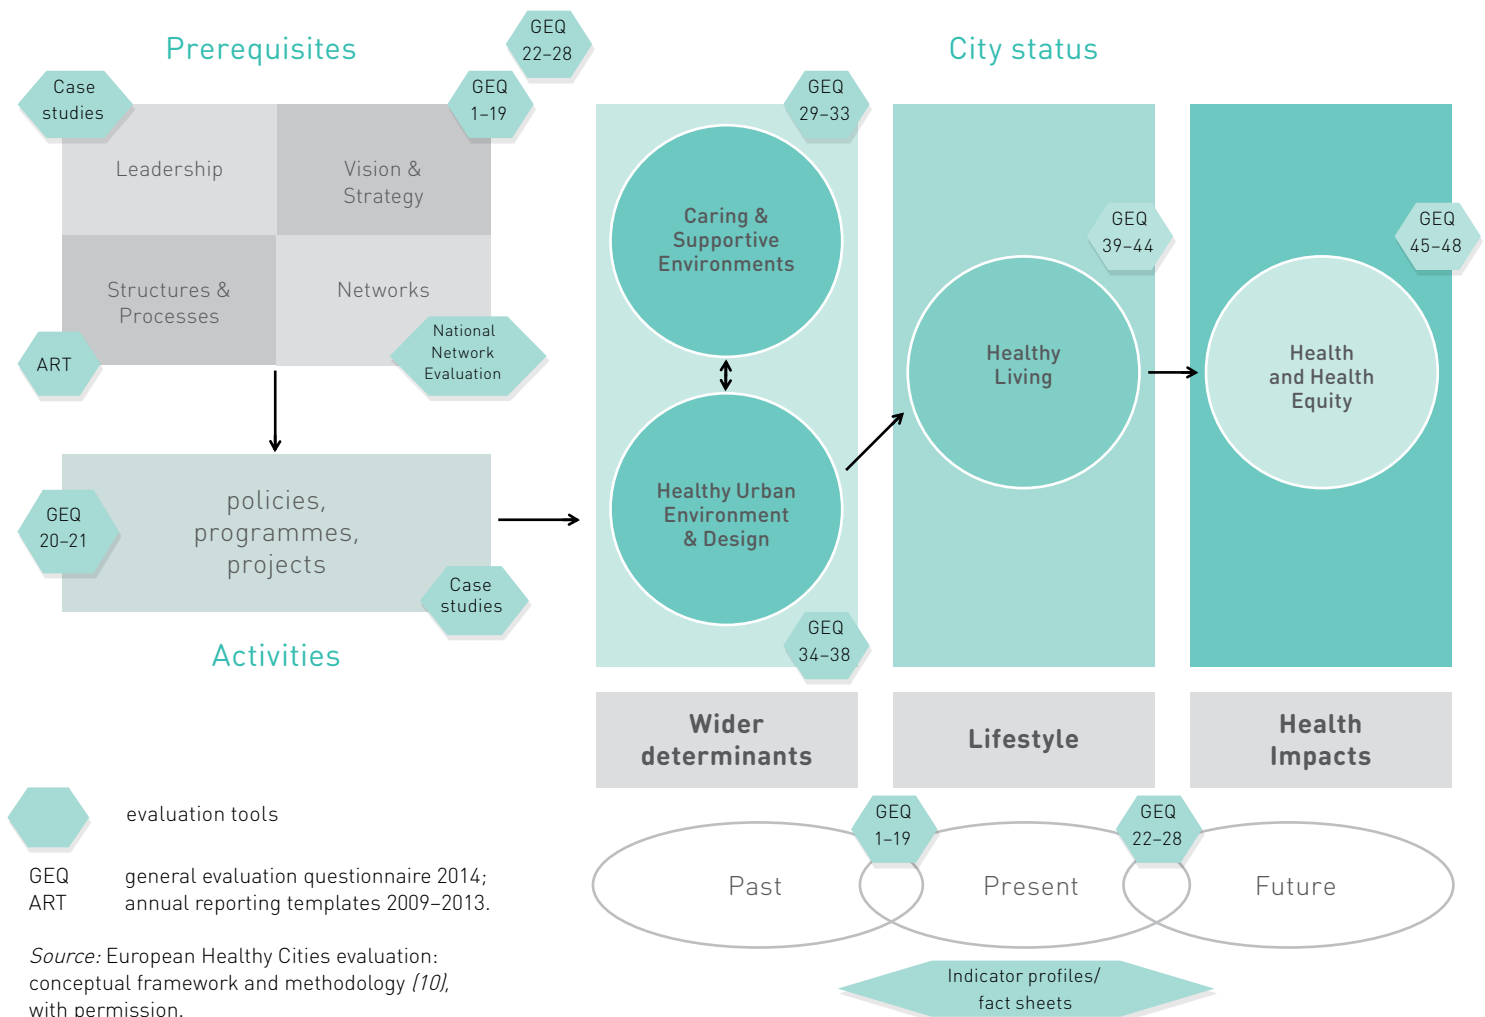 Prerequisites
GEQ
22–28
City status
Case
studies
GEQ
1–19
Leadership
Vision &
Strategy
Structures &
Processes
Networks
ART
National
Network
Evaluation
GEQ
20–21
policies,
programmes,
projects
Case
studies
Activities
GEQ
29–33
Caring &
Supportive
Environments
Healthy Urban
Environment
& Design
GEQ
34–38
GEQ
39–44
Healthy
Living
GEQ
45–48
Health
and Health
Equity
Wider
determinants
Lifestyle
Health
Impacts
GEQ
1–19
GEQ
22–28
Past
Present
Future
Indicator profiles/
fact sheets
evaluation tools
GEQ general evaluation questionnaire 2014;
ART annual reporting templates 2009–2013.
Source: European Healthy Cities evaluation:
conceptual framework and methodology (10),
with permission.